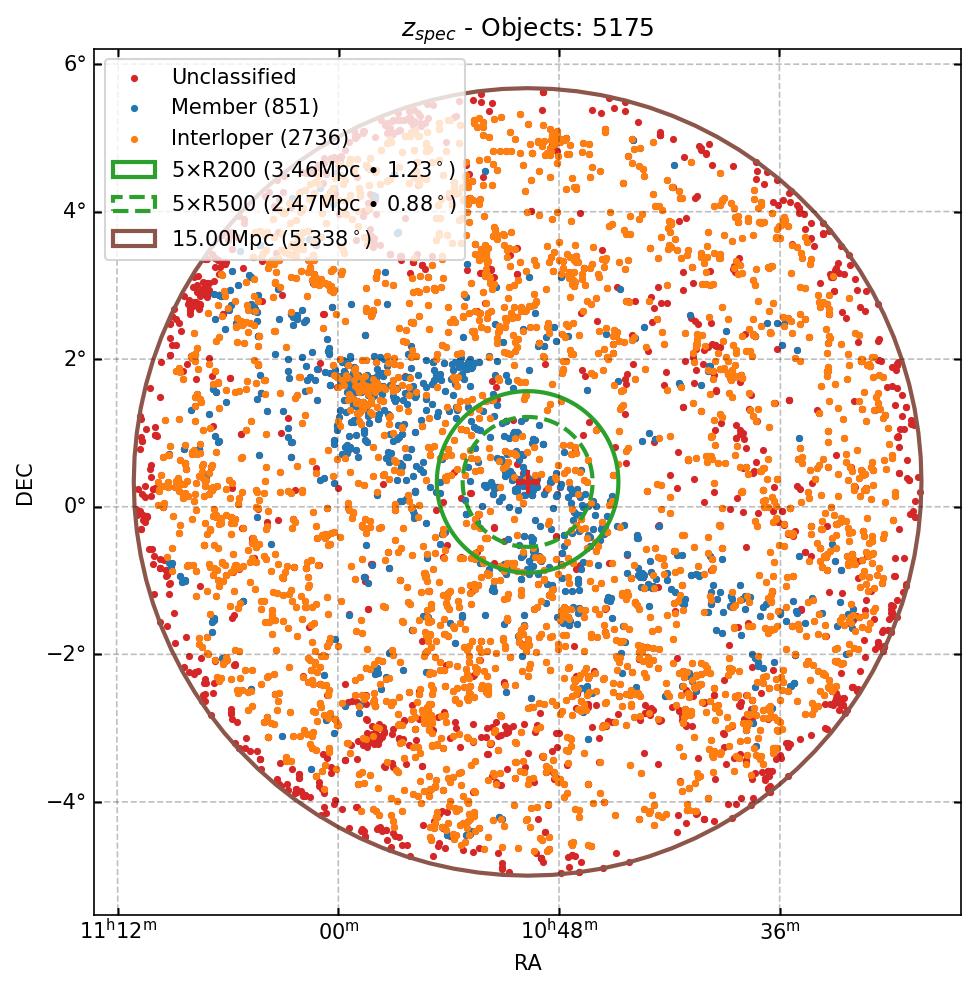 z_spec - Objects: 5175
Unclassified
Member (851)
Interloper (2736)
5×R200 (3.46Mpc • 1.23°)
5×R500 (2.47Mpc • 0.88°)
15.00Mpc (5.338°)
6°
4°
2°
0°
−2°
−4°
DEC
11ʰ12ᵐ 00ᵐ 10ʰ48ᵐ 36ᵐ
RA